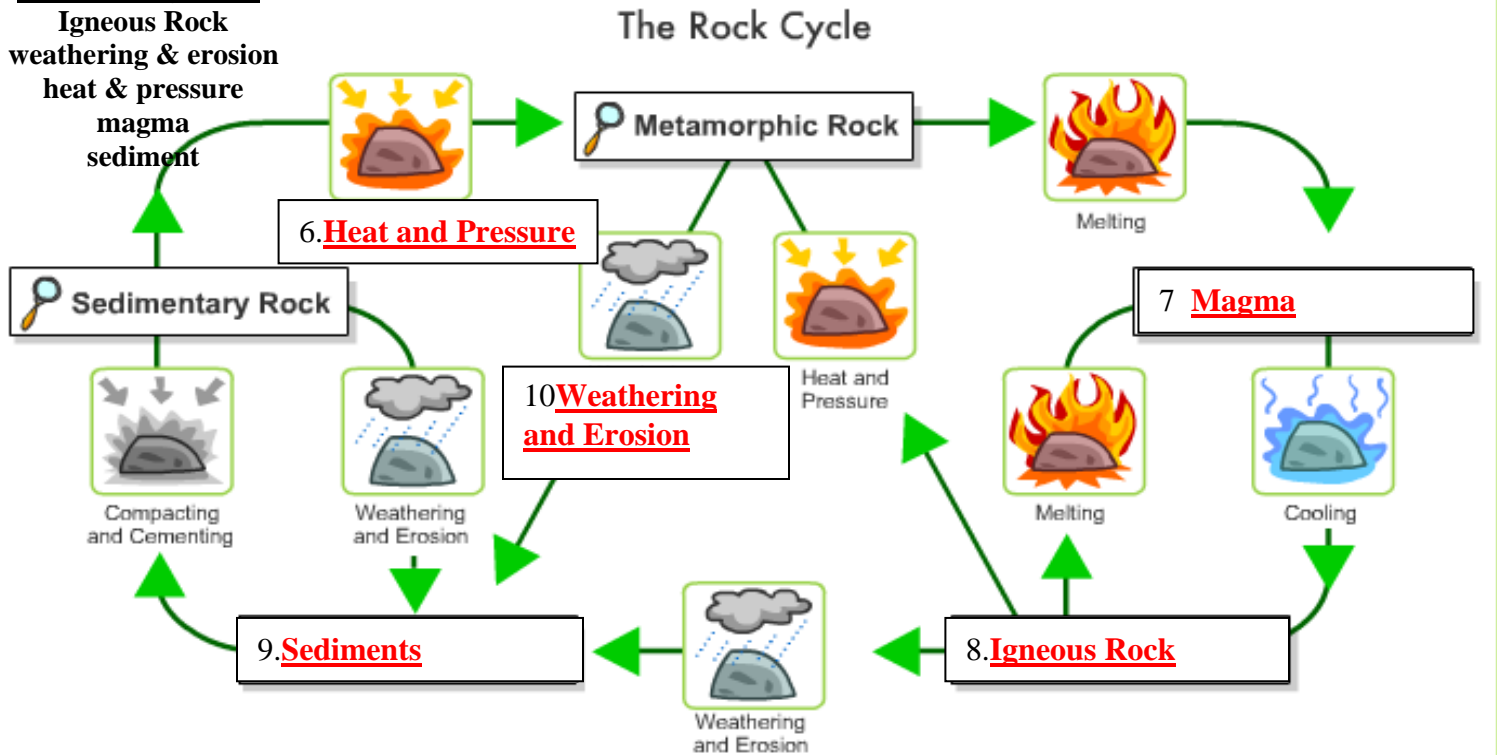 Igneous Rock
weathering & erosion
heat & pressure
magma
sediment
The Rock Cycle
Metamorphic Rock
Melting
6.Heat and Pressure
Sedimentary Rock
7 Magma
10Weathering
and Erosion
Heat and
Pressure
Compacting
and Cementing
Weathering
and Erosion
Melting
Cooling
9.Sediments
8.Igneous Rock
Weathering
and Erosion